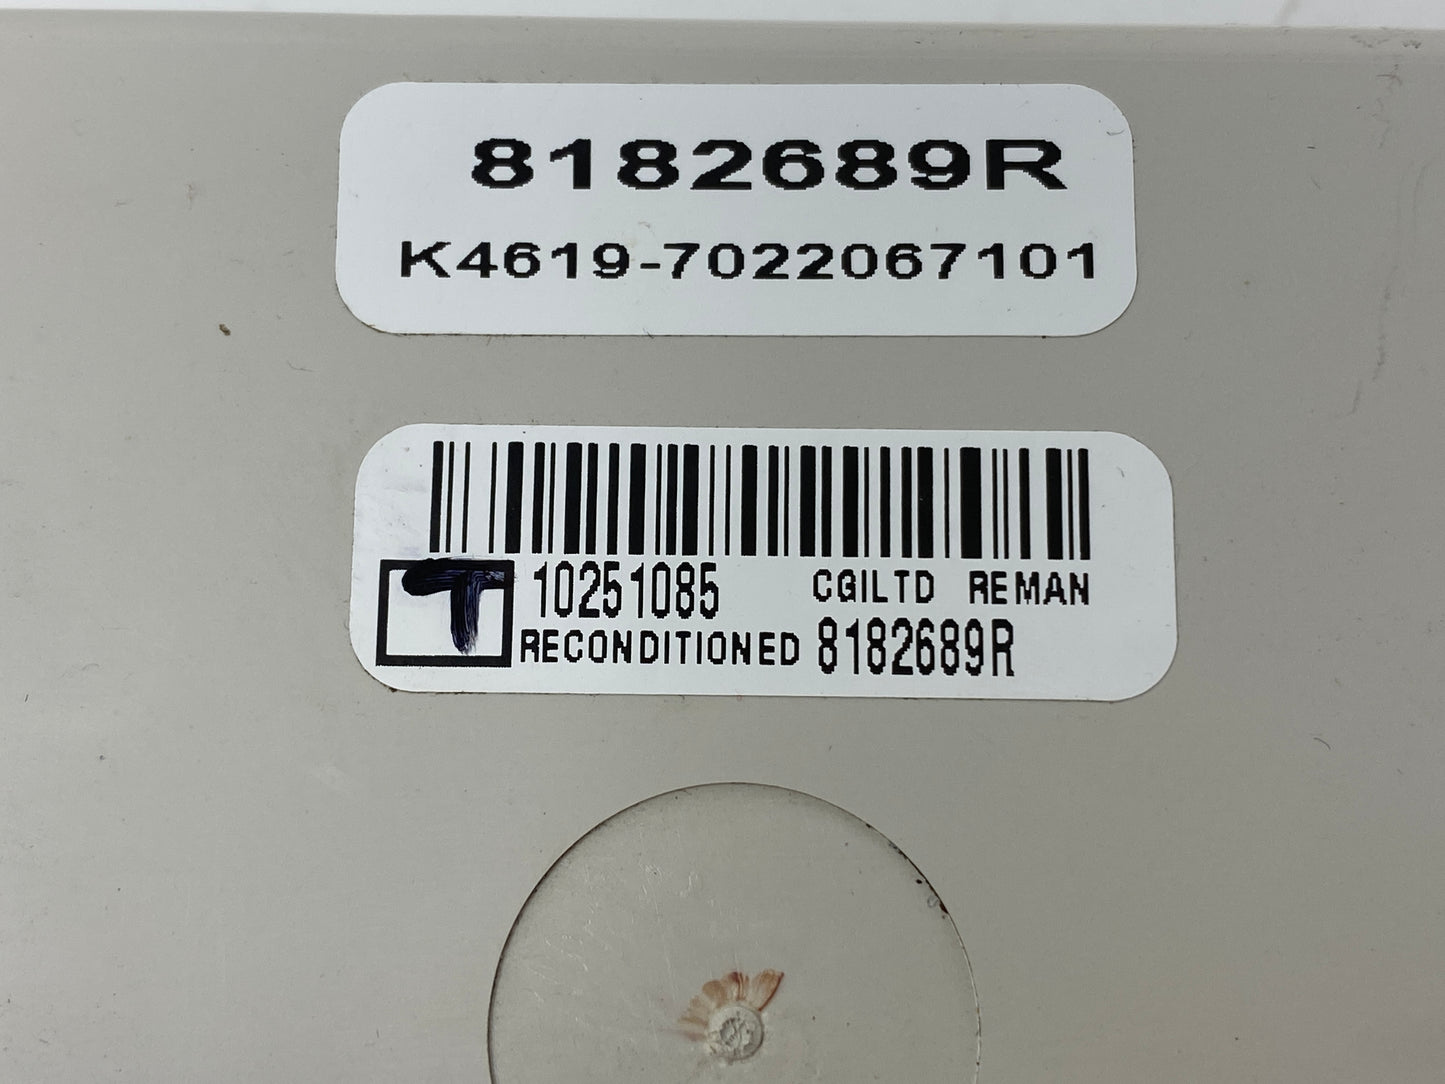 8182689R
K4619-7022067101
T 10251085 CGILTD REMAN
RECONDITIONED 8182689R